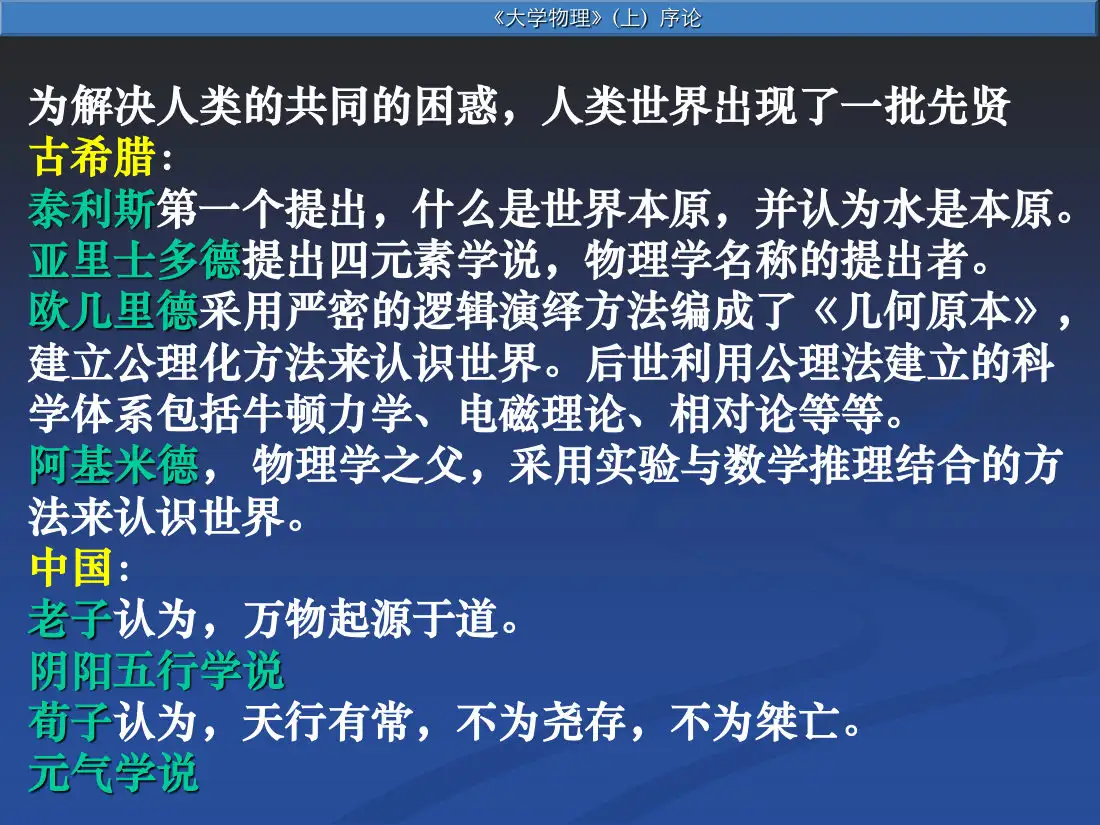 《大学物理》(上) 序论
为解决人类的共同的困惑，人类世界出现了一批先贤
古希腊：
泰利斯第一个提出，什么是世界本原，并认为水是本原。
亚里士多德提出四元素学说，物理学名称的提出者。
欧几里德采用严密的逻辑演绎方法编成了《几何原本》，
建立公理化方法来认识世界。后世利用公理法建立的科
学体系包括牛顿力学、电磁理论、相对论等等。
阿基米德， 物理学之父，采用实验与数学推理结合的方
法来认识世界。
中国：
老子认为，万物起源于道。
阴阳五行学说
荀子认为，天行有常，不为尧存，不为桀亡。
元气学说